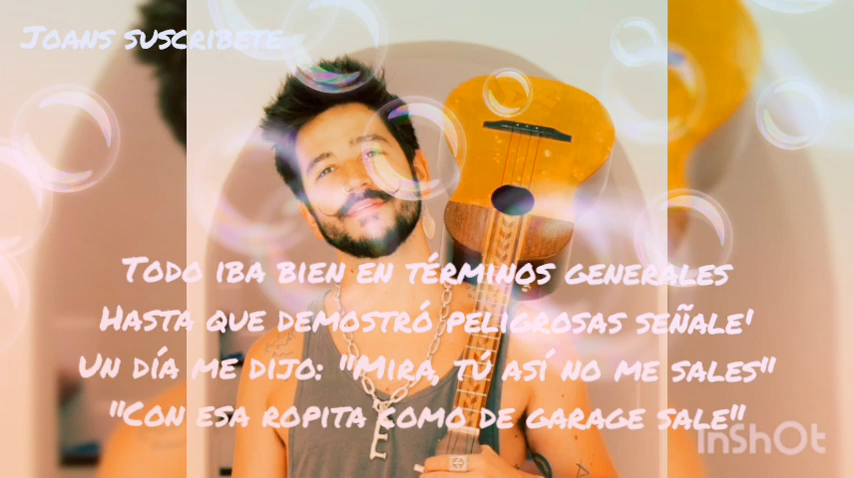 Joans suscribete
Todo iba bien en términos generales
Hasta que demostró peligrosas señale'
Un día me dijo: "Mira, tú así no me sales"
"Con esa ropita como de garage sale"
InShOt